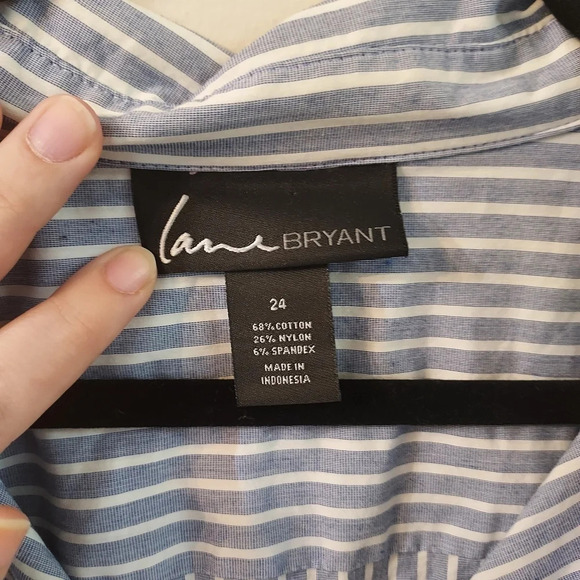 lane BRYANT
24
68% COTTON
26% NYLON
6% SPANDEX
MADE IN
INDONESIA